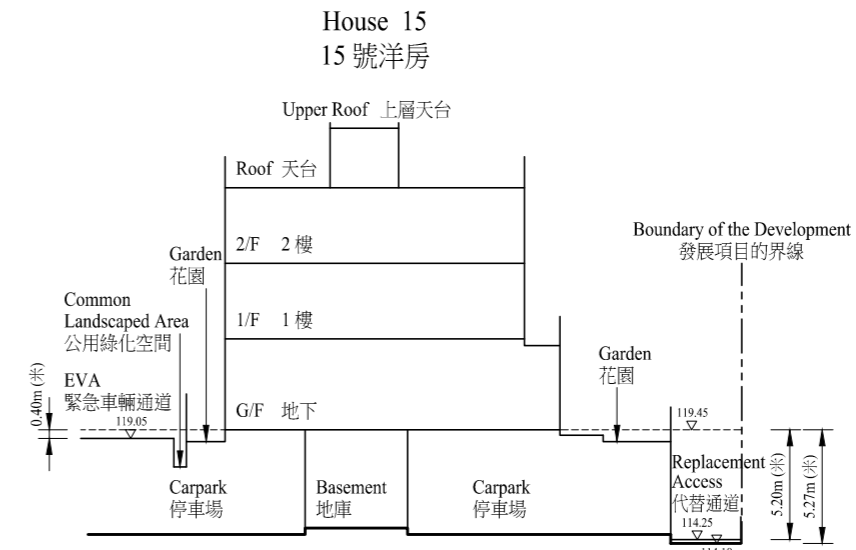 House 15
15 號洋房
Upper Roof 上層天台
Roof 天台
2/F 2 樓
Garden
花園
Boundary of the Development
發展項目的界線
Common
Landscaped Area
公用綠化空間
1/F 1 樓
Garden
花園
0.40m (米)
EVA
緊急車輛通道
119.05
G/F 地下
119.45
Carpark
停車場
Basement
地庫
Carpark
停車場
Replacement
Access
代替通道
114.25
5.20m (米)
5.27m (米)